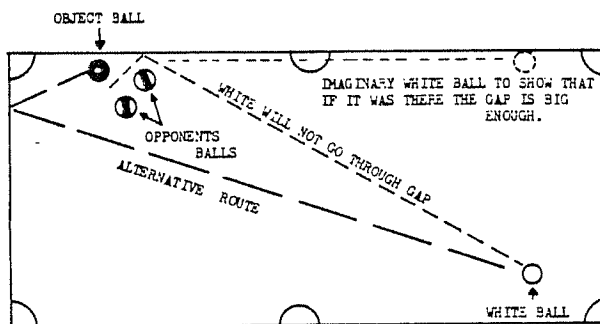 OBJECT BALL
IMAGINARY WHITE BALL TO SHOW THAT
IF IT WAS THERE THE GAP IS BIG
ENOUGH.
WHITE WILL NOT GO THROUGH GAP
OPPONENTS
BALLS
ALTERNATIVE ROUTE
WHITE BALL